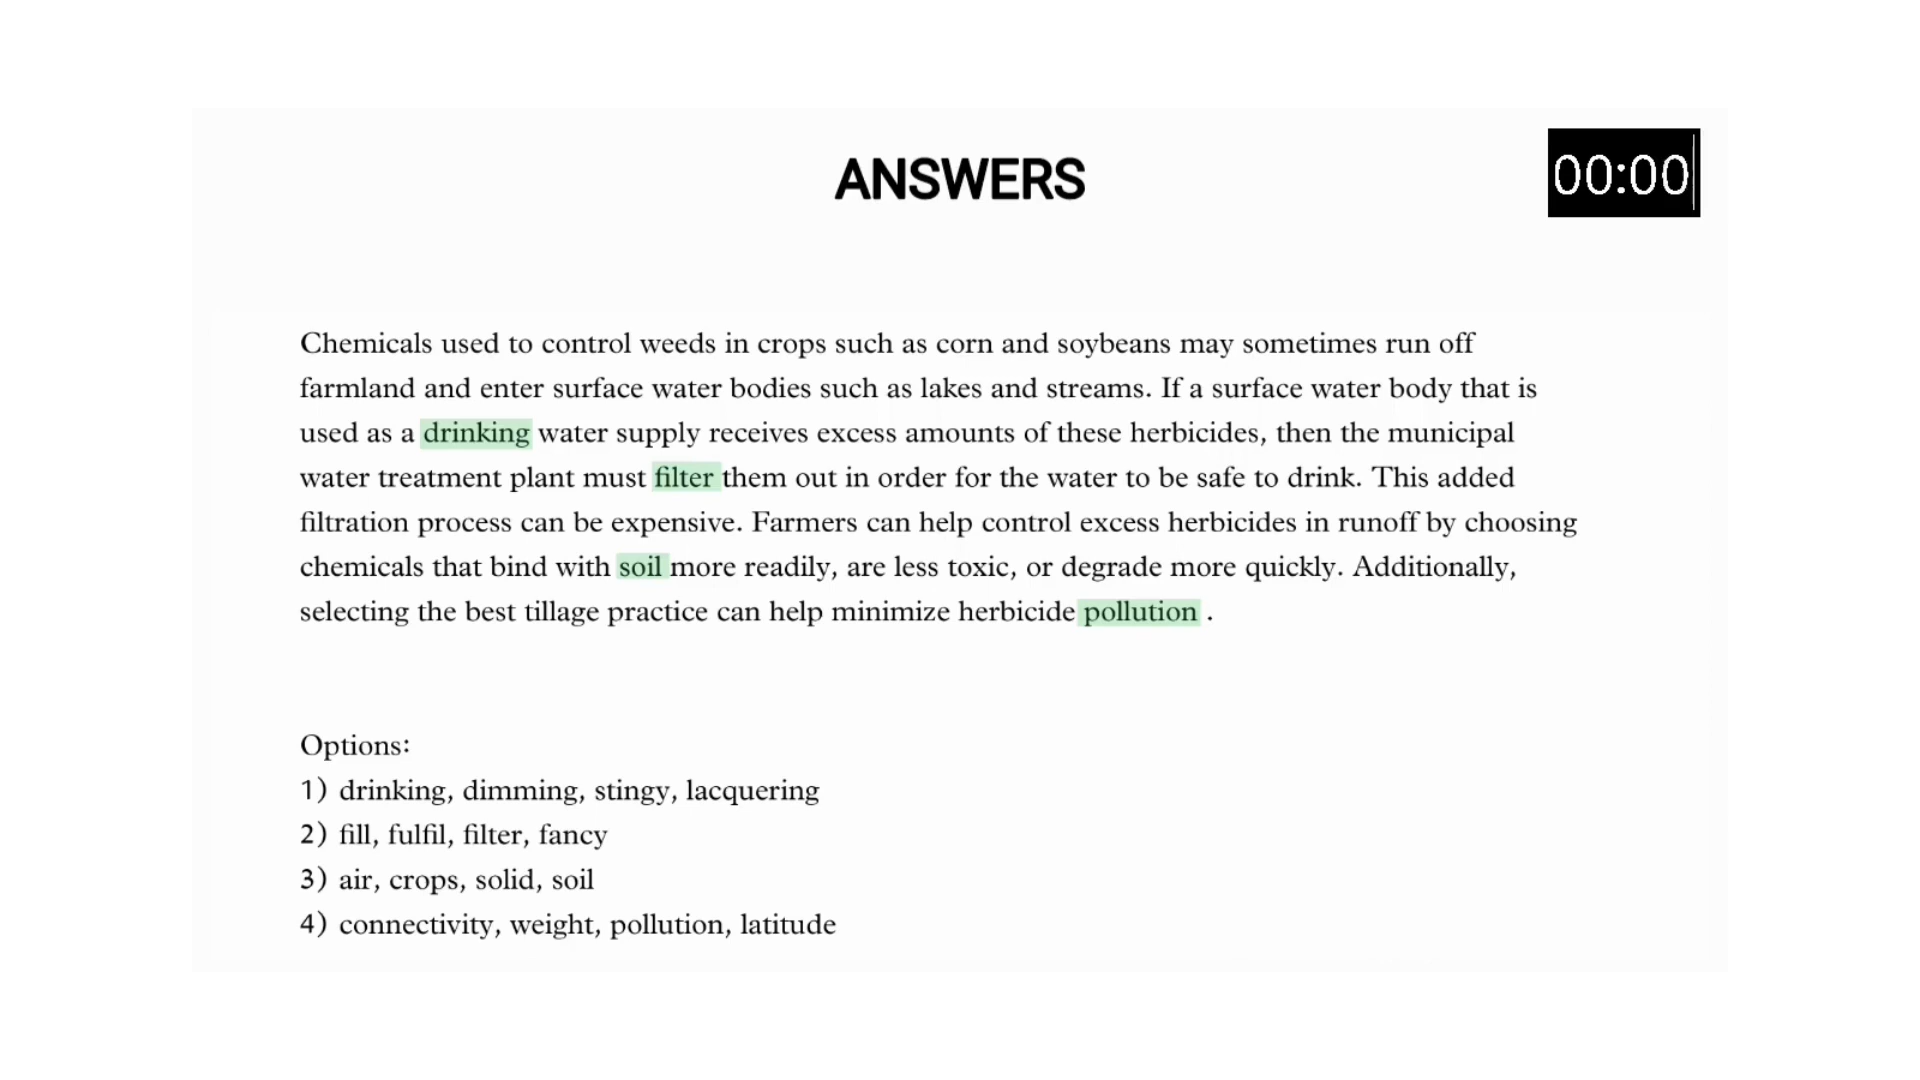 ANSWERS
00:00
Chemicals used to control weeds in crops such as corn and soybeans may sometimes run off
farmland and enter surface water bodies such as lakes and streams. If a surface water body that is
used as a drinking water supply receives excess amounts of these herbicides, then the municipal
water treatment plant must filter them out in order for the water to be safe to drink. This added
filtration process can be expensive. Farmers can help control excess herbicides in runoff by choosing
chemicals that bind with soil more readily, are less toxic, or degrade more quickly. Additionally,
selecting the best tillage practice can help minimize herbicide pollution .
Options:
1) drinking, dimming, stingy, lacquering
2) fill, fulfil, filter, fancy
3) air, crops, solid, soil
4) connectivity, weight, pollution, latitude